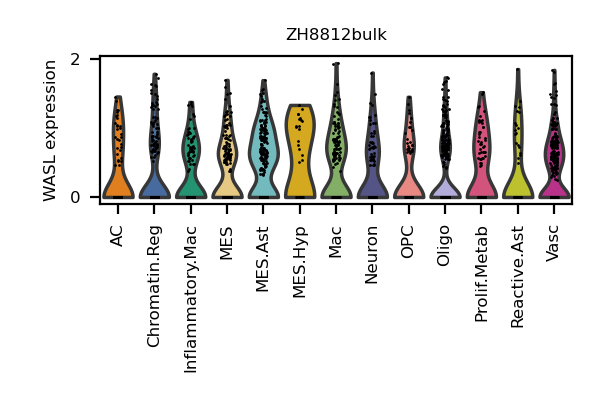 ZH8812bulk
WASL expression
2
0
AC
Chromatin.Reg
Inflammatory.Mac
MES
MES.Ast
MES.Hyp
Mac
Neuron
OPC
Oligo
Prolif.Metab
Reactive.Ast
Vasc